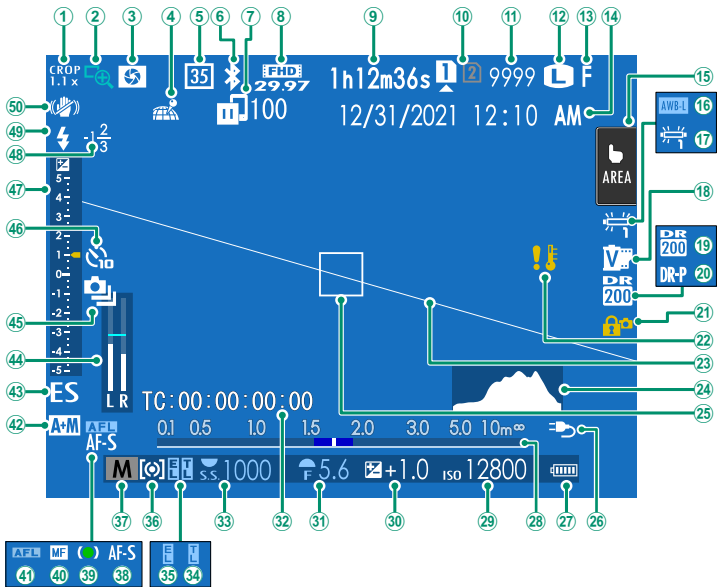 1 2 3 4 5 6 7 8 9 10 11 12 13 14
CROP 35 FHD 1h12m36s 1 2 9999 L F
1.1× 29.97
100
12/31/2021 12:10 AM
15
50
AWB-L 16
49
1 17
-1 2/3
48
AREA
47
5
4
3
2
1
0
-1
-2
-3
-4
-5
1
18
V
DR
200 19
DR-P 20
46
10
DR
200
21
22
23
45
44
24
L R
43 ES
TC:00:00:00:00
25
42 A+M AFL
AF-S
0.1 0.5 1.0 1.5 2.0 3.0 5.0 10m ∞
26
M EL TL S.S. 1000 F 5.6 +1.0 ISO 12800
37 36 33 32 31 30 29 28 27
AFL MF AF-S
41 40 39 38
EL TL
35 34